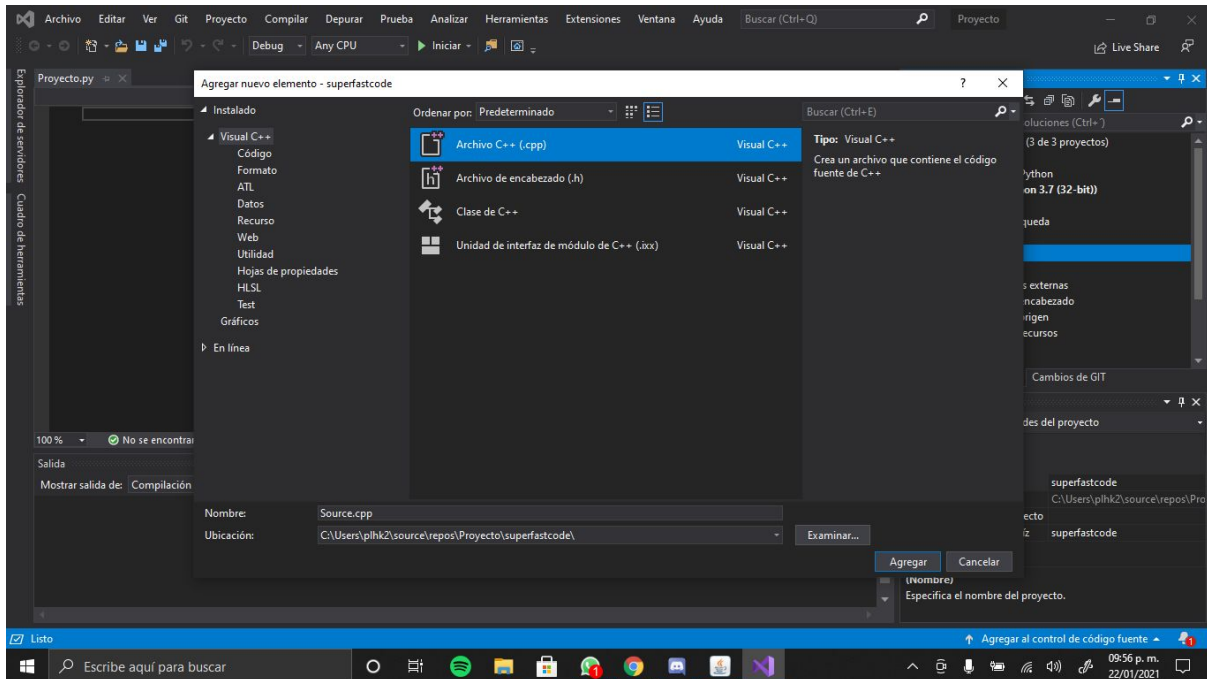 Archivo Editar Ver Git Proyecto Compilar Depurar Prueba Analizar Herramientas Extensiones Ventana Ayuda Buscar (Ctrl+Q) Proyecto
Debug Any CPU Iniciar Live Share
Explorador de servidores
Cuadro de herramientas
Proyecto.py
Agregar nuevo elemento - superfastcode ? ×
Instalado
Visual C++
Código
Formato
ATL
Datos
Recurso
Web
Utilidad
Hojas de propiedades
HLSL
Test
Gráficos
En línea
Ordenar por: Predeterminado
Buscar (Ctrl+E)
Archivo C++ (.cpp) Visual C++
Archivo de encabezado (.h) Visual C++
Clase de C++ Visual C++
Unidad de interfaz de módulo de C++ (.ixx) Visual C++
Tipo: Visual C++
Crea un archivo que contiene el código
fuente de C++
Nombre: Source.cpp
Ubicación: C:\Users\plhk2\source\repos\Proyecto\superfastcode\
Examinar...
Agregar Cancelar
oluciones (Ctrl+´)
(3 de 3 proyectos)
ython
on 3.7 (32-bit))
queda
s externas
ncabezado
rigen
ecursos
Cambios de GIT
des del proyecto
superfastcode
C:\Users\plhk2\source\repos\Pro
ecto
íz superfastcode
(Nombre)
Especifica el nombre del proyecto.
100 % No se encontrar
Salida
Mostrar salida de: Compilación
Listo Agregar al control de código fuente 1
Escribe aquí para buscar
09:56 p. m.
22/01/2021